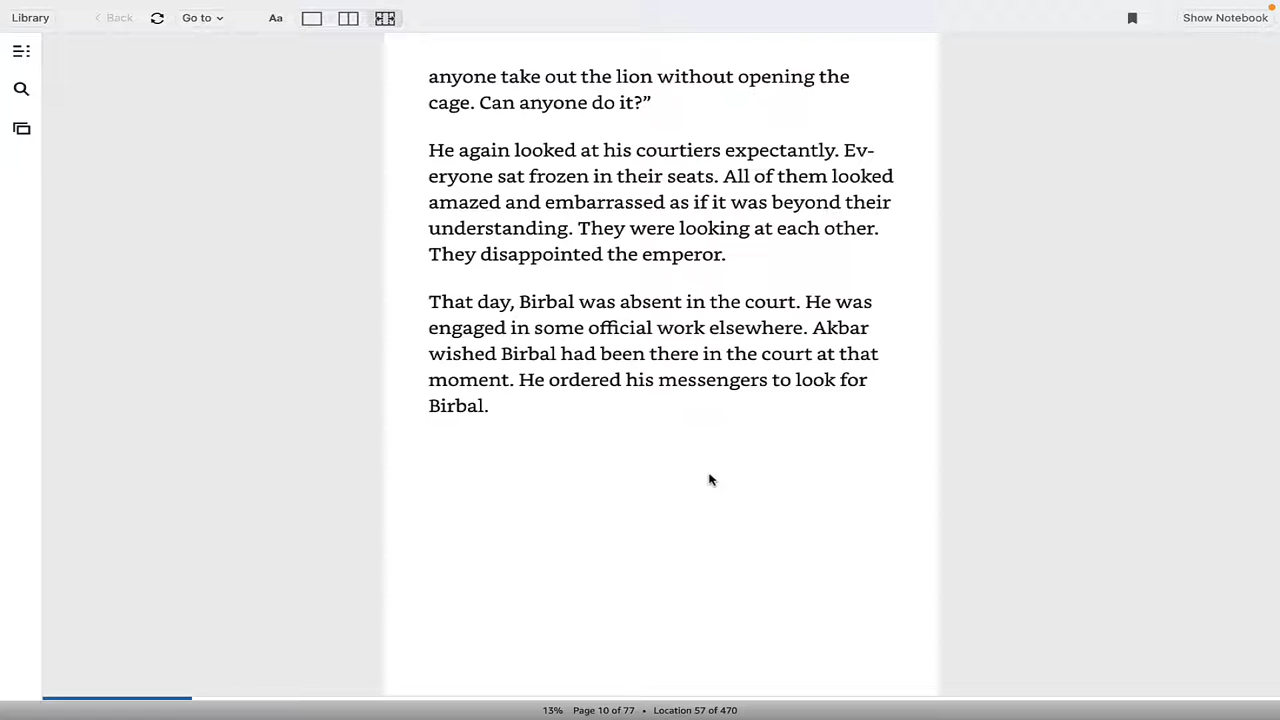 Library
Back
Go to
Aa
Show Notebook
anyone take out the lion without opening the
cage. Can anyone do it?”
He again looked at his courtiers expectantly. Ev-
eryone sat frozen in their seats. All of them looked
amazed and embarrassed as if it was beyond their
understanding. They were looking at each other.
They disappointed the emperor.
That day, Birbal was absent in the court. He was
engaged in some official work elsewhere. Akbar
wished Birbal had been there in the court at that
moment. He ordered his messengers to look for
Birbal.
13% Page 10 of 77 • Location 57 of 470